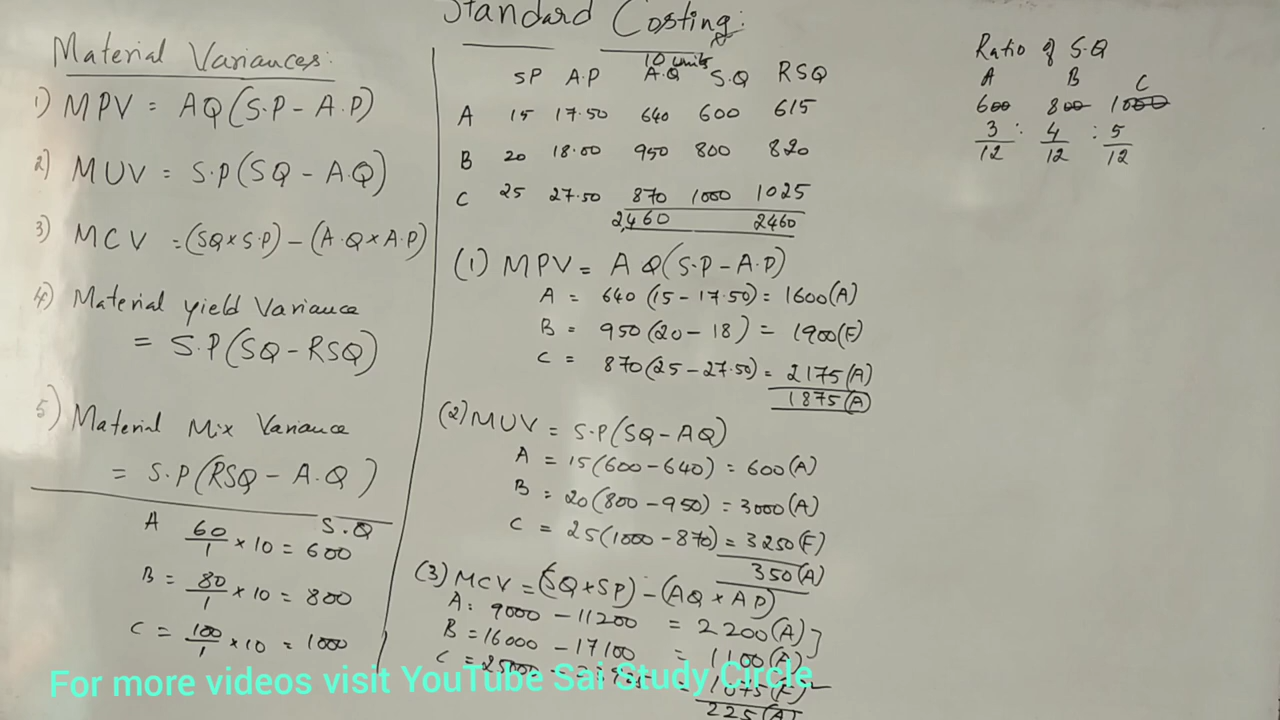 Standard Costing:
Material Variances:
1) MPV = AQ(S.P - A.P)
2) MUV = S.P(SQ - A.Q)
3) MCV = (SQ x S.P) - (A.Q x A.P)
4) Material yield Variance
= S.P(SQ - RSQ)
5) Material Mix Variance
= S.P(RSQ - A.Q)
S.Q
A 60/1 x 10 = 600
B = 80/1 x 10 = 800
C = 100/1 x 10 = 1000
10 units
SP A.P A.Q S.Q RSQ
A 15 17.50 640 600 615
B 20 18.00 950 800 820
C 25 27.50 870 1000 1025
2,460 2460
(1) MPV = AQ(S.P - A.P)
A = 640 (15 - 17.50) = 1600(A)
B = 950(20 - 18) = 1900(F)
C = 870(25 - 27.50) = 2175(A)
1875(A)
(2) MUV = S.P(SQ - AQ)
A = 15(600 - 640) = 600(A)
B = 20(800 - 950) = 3000(A)
C = 25(1000 - 870) = 3250(F)
350(A)
(3) MCV = (SQ x SP) - (AQ x AP)
A: 9000 - 11200 = 2200(A)
B = 16000 - 17100 = 1100(A)
C = 25000 - = 1075(F)
225(A)
Ratio of S.Q
A B C
600 800 1000
3/12 : 4/12 : 5/12
For more videos visit YouTube Sai Study Circle